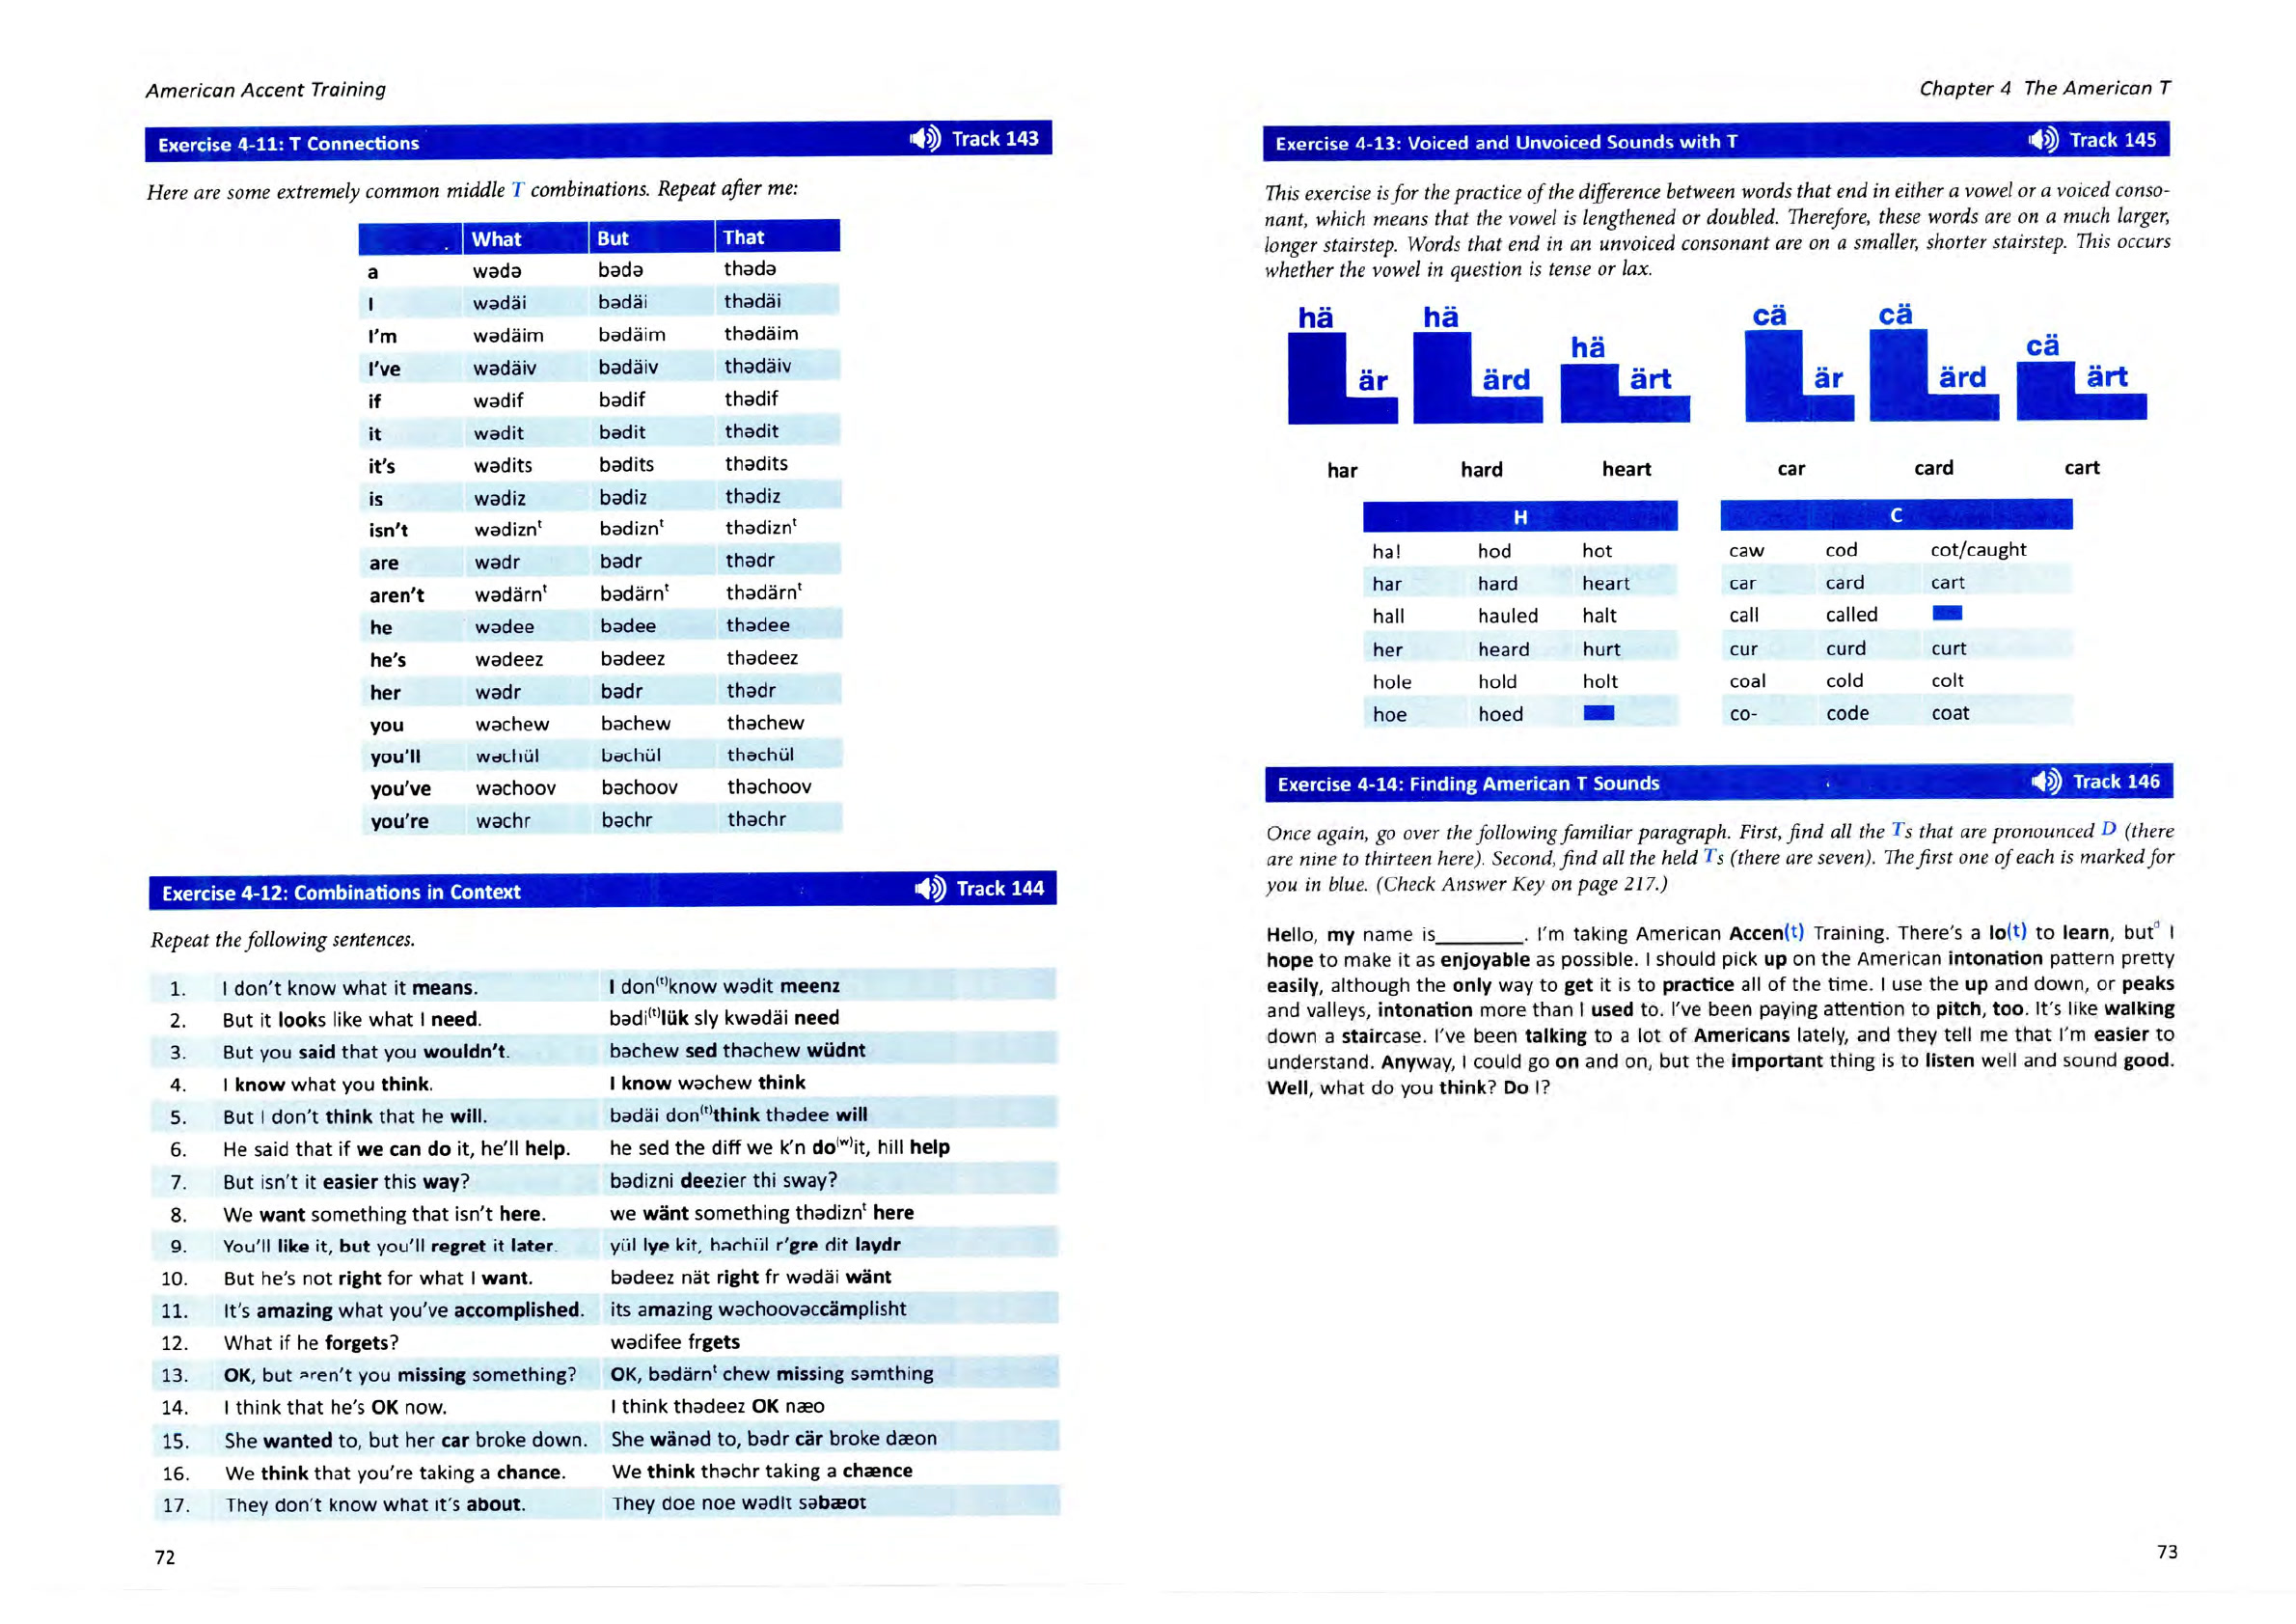 American Accent Training
Exercise 4-11: T Connections Track 143
Here are some extremely common middle T combinations. Repeat after me:
What But That
a wədə bədə thədə
I wədäi bədäi thədäi
I'm wədäim bədäim thədäim
I've wədäiv bədäiv thədäiv
if wədif bədif thədif
it wədit bədit thədit
it's wədits bədits thədits
is wədiz bədiz thədiz
isn't wədiznᵗ bədiznᵗ thədiznᵗ
are wədr bədr thədr
aren't wədärnᵗ bədärnᵗ thədärnᵗ
he wədee bədee thədee
he's wədeez bədeez thədeez
her wədr bədr thədr
you wəchew bəchew thəchew
you'll wəchül bəchül thəchül
you've wəchoov bəchoov thəchoov
you're wəchr bəchr thəchr
Exercise 4-12: Combinations in Context Track 144
Repeat the following sentences.
1. I don't know what it means. I don⁽ᵗ⁾know wədit meenz
2. But it looks like what I need. bədi⁽ᵗ⁾lük sly kwədäi need
3. But you said that you wouldn't. bəchew sed thəchew wüdnt
4. I know what you think. I know wəchew think
5. But I don't think that he will. bədäi don⁽ᵗ⁾think thədee will
6. He said that if we can do it, he'll help. he sed the diff we k'n do⁽ʷ⁾it, hill help
7. But isn't it easier this way? bədizni deezier thi sway?
8. We want something that isn't here. we wänt something thədiznᵗ here
9. You'll like it, but you'll regret it later. yül lye kit, bəchül r'gre dit laydr
10. But he's not right for what I want. bədeez nät right fr wədäi wänt
11. It's amazing what you've accomplished. its amazing wəchoovəccämplisht
12. What if he forgets? wədifee frgets
13. OK, but aren't you missing something? OK, bədärnᵗ chew missing səmthing
14. I think that he's OK now. I think thədeez OK næo
15. She wanted to, but her car broke down. She wänəd to, bədr cär broke dæon
16. We think that you're taking a chance. We think thəchr taking a chænce
17. They don't know what it's about. They doe noe wədit səbæot
72
Chapter 4 The American T
Exercise 4-13: Voiced and Unvoiced Sounds with T Track 145
This exercise is for the practice of the difference between words that end in either a vowel or a voiced conso-
nant, which means that the vowel is lengthened or doubled. Therefore, these words are on a much larger,
longer stairstep. Words that end in an unvoiced consonant are on a smaller, shorter stairstep. This occurs
whether the vowel in question is tense or lax.
hä hä hä cä cä cä
är ärd ärt är ärd ärt
har hard heart car card cart
H C
ha! hod hot caw cod cot/caught
har hard heart car card cart
hall hauled halt call called
her heard hurt cur curd curt
hole hold holt coal cold colt
hoe hoed co- code coat
Exercise 4-14: Finding American T Sounds Track 146
Once again, go over the following familiar paragraph. First, find all the Ts that are pronounced D (there
are nine to thirteen here). Second, find all the held Ts (there are seven). The first one of each is marked for
you in blue. (Check Answer Key on page 217.)
Hello, my name is________. I'm taking American Accen(t) Training. There's a lo(t) to learn, butᵈ I
hope to make it as enjoyable as possible. I should pick up on the American intonation pattern pretty
easily, although the only way to get it is to practice all of the time. I use the up and down, or peaks
and valleys, intonation more than I used to. I've been paying attention to pitch, too. It's like walking
down a staircase. I've been talking to a lot of Americans lately, and they tell me that I'm easier to
understand. Anyway, I could go on and on, but the important thing is to listen well and sound good.
Well, what do you think? Do I?
73